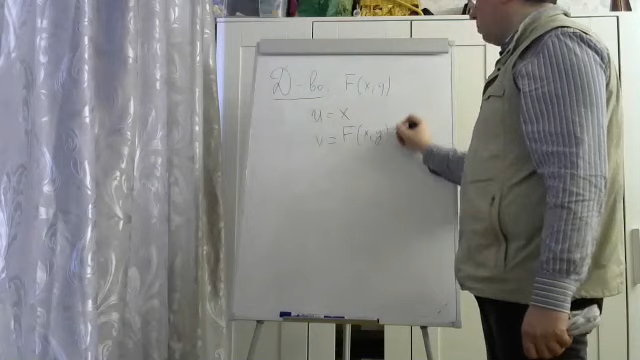 Д-во. F(x,y)
u = x
v = F(x,y)